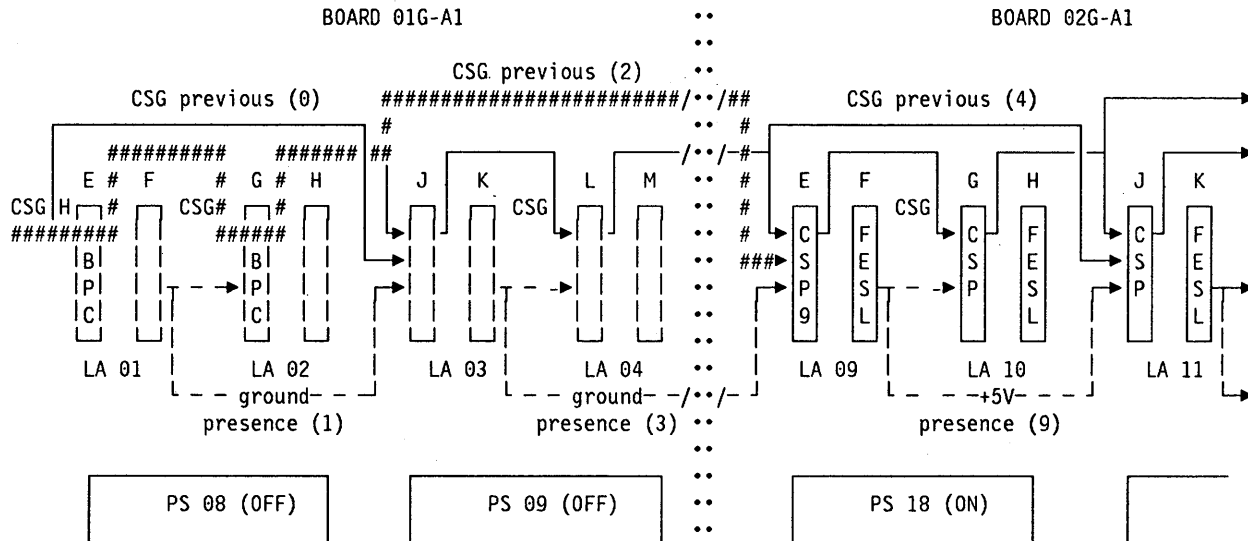 BOARD 01G-A1 BOARD 02G-A1
CSG previous (2)
CSG previous (0) CSG previous (4)
E F G H J K L M E F G H J K
CSG H CSG CSG CSG
B P C
B P C
C S P 9
F E S L
C S P
F E S L
C S P
F E S L
LA 01 LA 02 LA 03 LA 04 LA 09 LA 10 LA 11
ground ground +5V
presence (1) presence (3) presence (9)
PS 08 (OFF) PS 09 (OFF) PS 18 (ON)